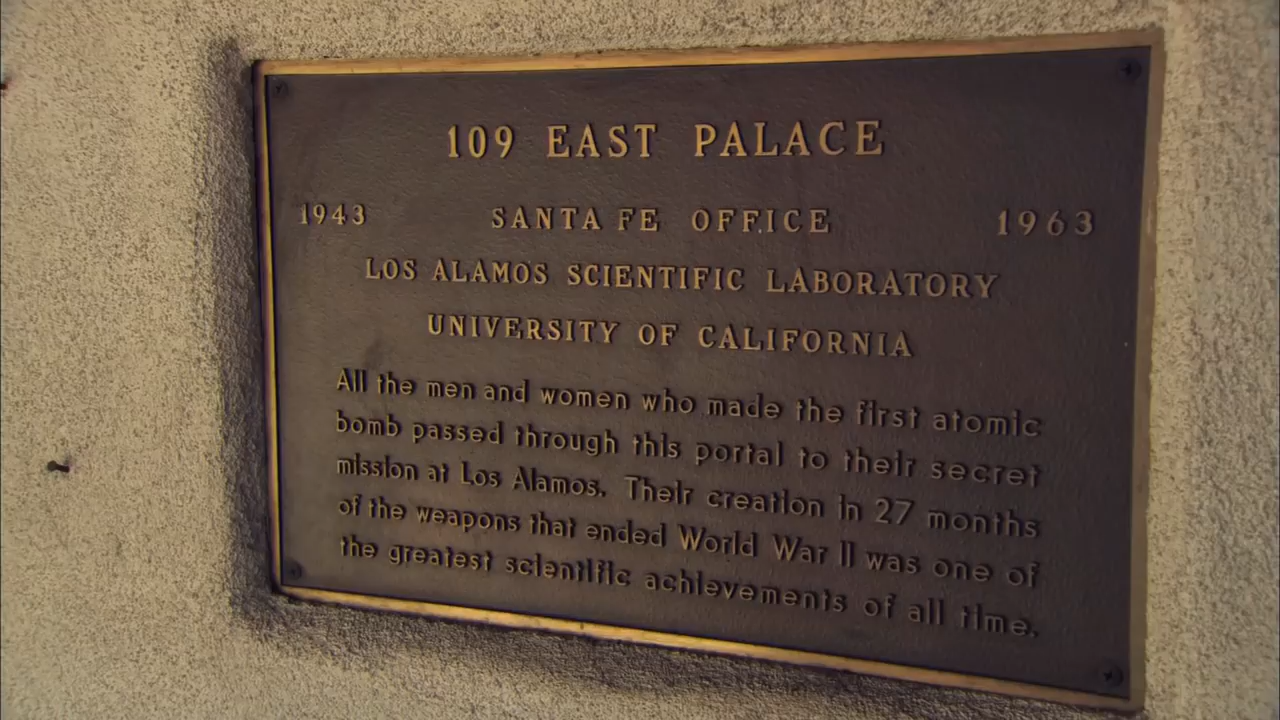 109 EAST PALACE
1943 SANTA FE OFFICE 1963
LOS ALAMOS SCIENTIFIC LABORATORY
UNIVERSITY OF CALIFORNIA
All the men and women who made the first atomic
bomb passed through this portal to their secret
mission at Los Alamos. Their creation in 27 months
of the weapons that ended World War II was one of
the greatest scientific achievements of all time.